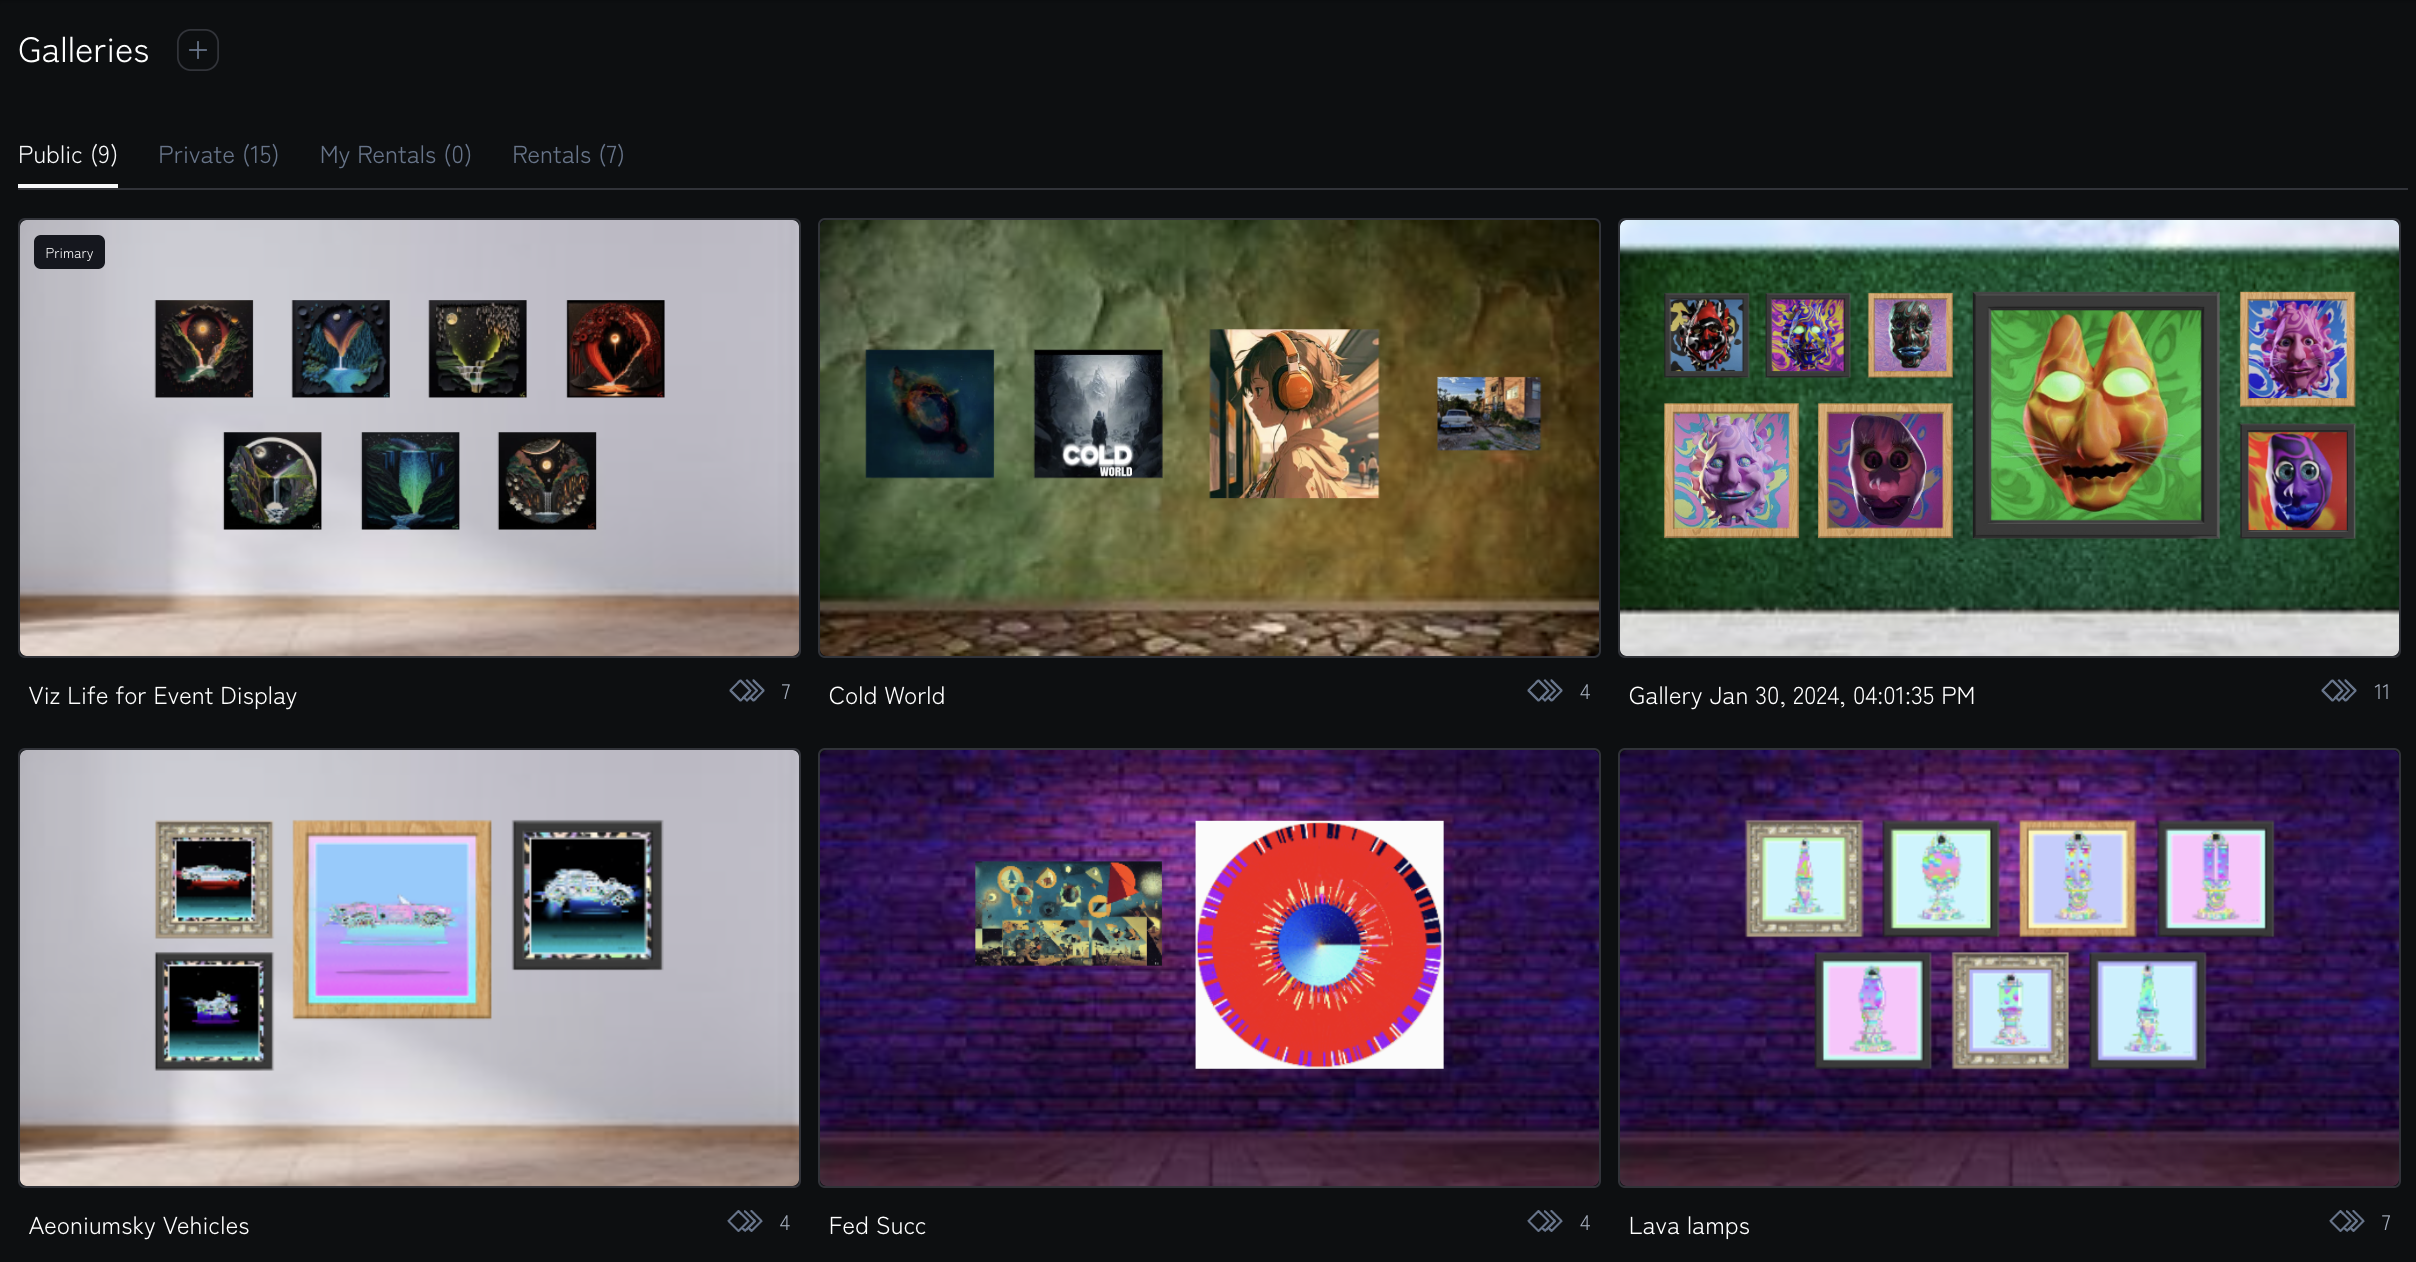 Galleries
Public (9) Private (15) My Rentals (0) Rentals (7)
Primary
COLD
WORLD
Viz Life for Event Display 7
Cold World 4
Gallery Jan 30, 2024, 04:01:35 PM 11
Aeoniumsky Vehicles 4
Fed Succ 4
Lava lamps 7